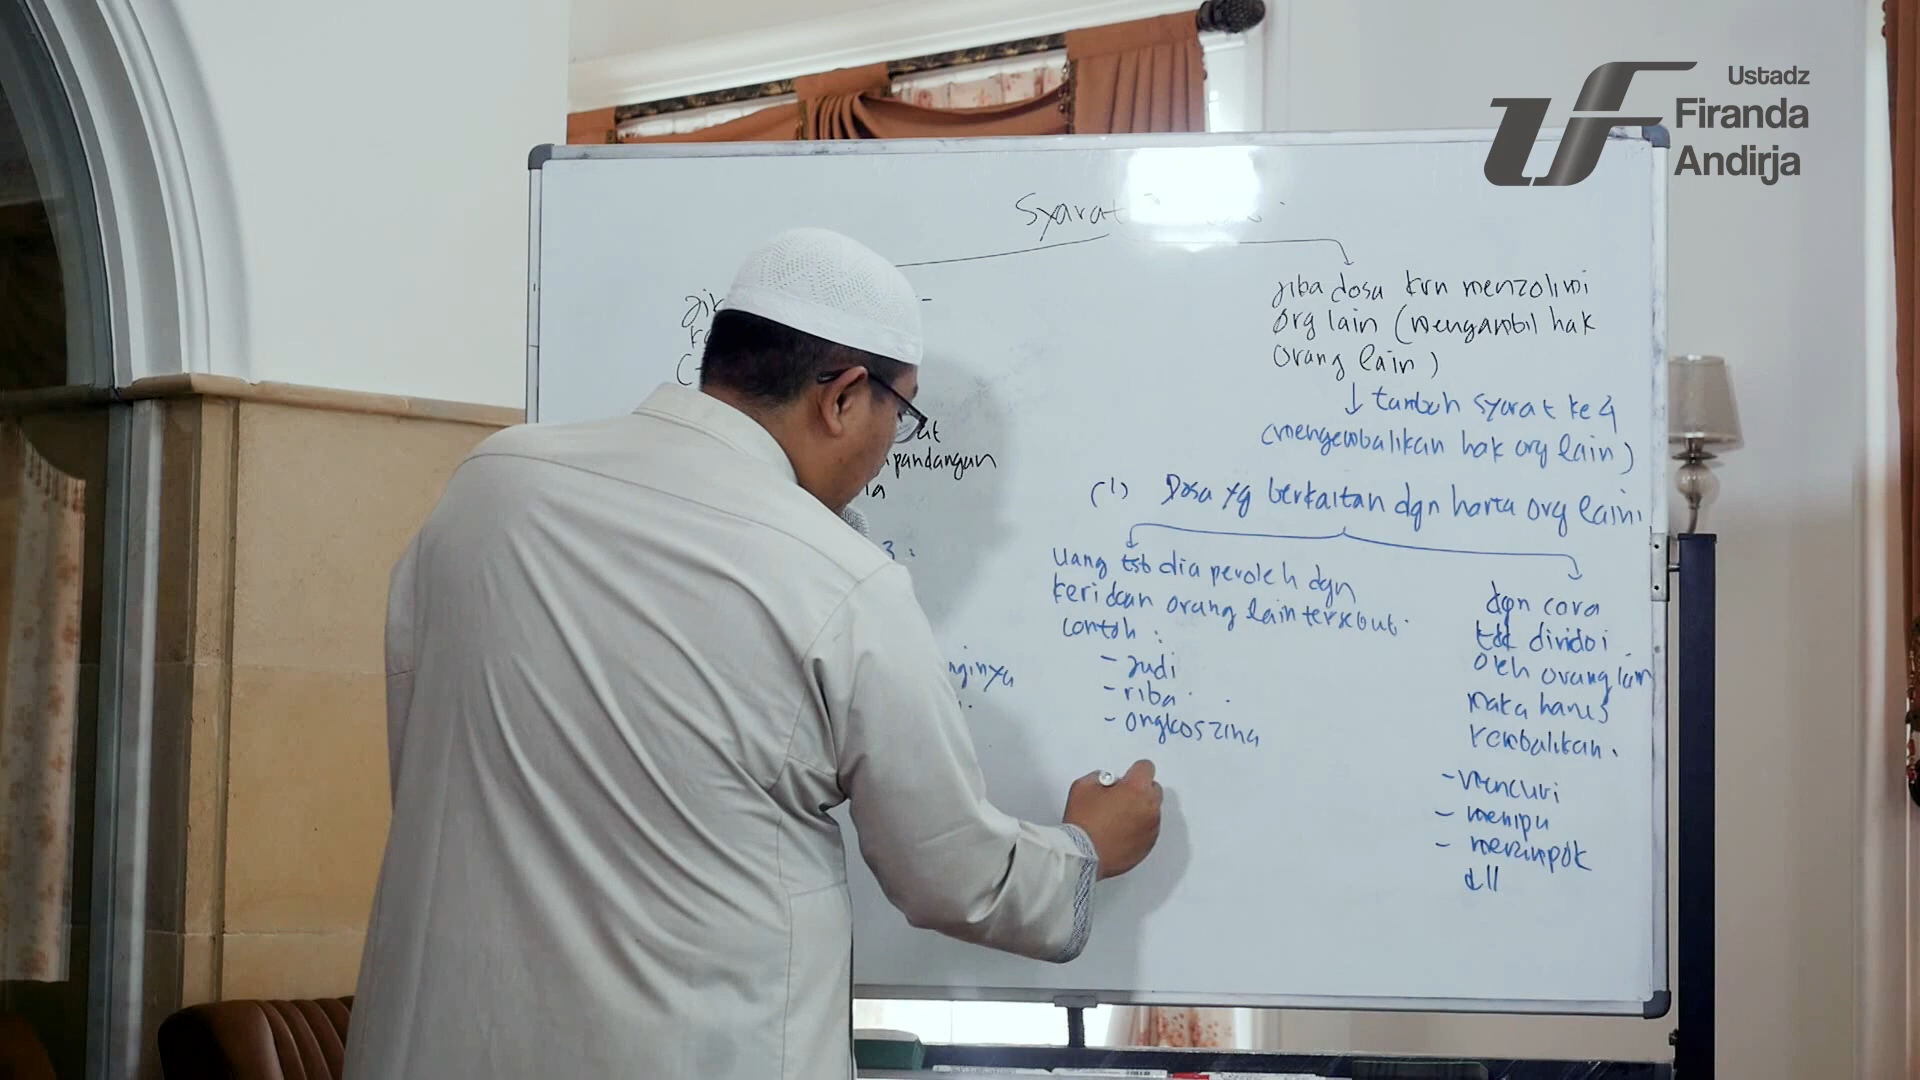 Ustadz
Firanda
Andirja
Syarat
jika dosa krn menzolimi
org lain (mengambil hak
orang lain)
↓ tambah syarat ke 4
(mengembalikan hak org lain)
(1) Dosa yg berkaitan dgn harta org lain
uang tsb dia peroleh dgn
keridaan orang lain tersebut.
contoh :
- judi
- riba
- ongkos zina
dgn cara
tdk diridoi
oleh orang lain
maka harus
kembalikan.
- mencuri
- menipu
- merampok
dll
pandangan
3 :
nginya